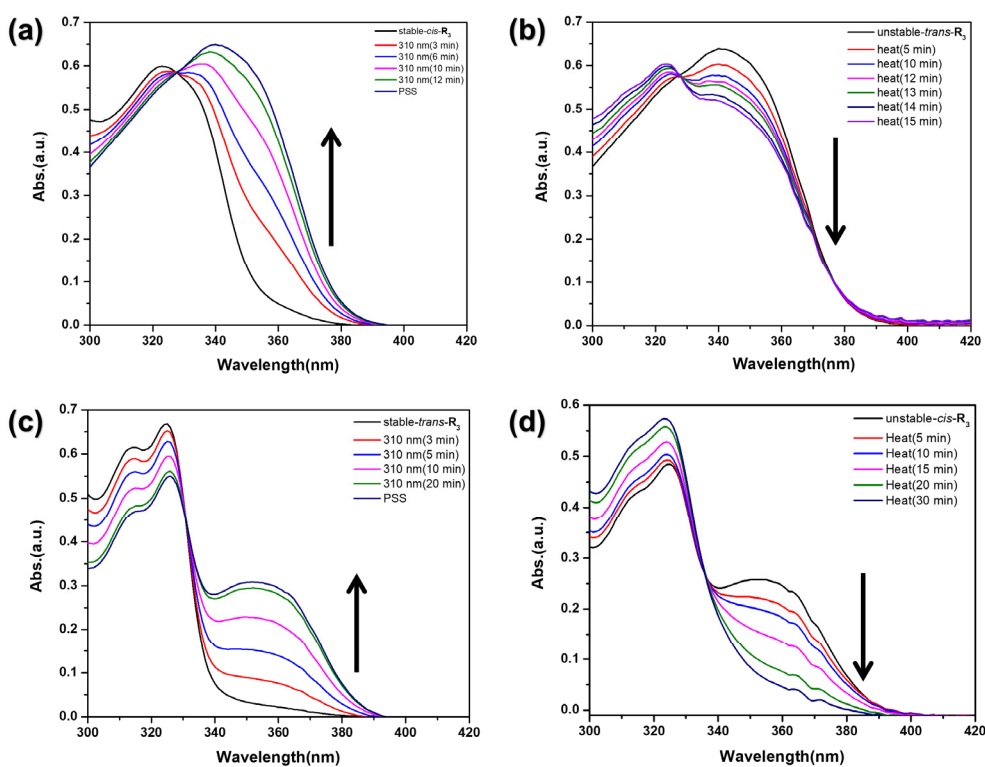 (a)
stable-cis-R3
310 nm(3 min)
310 nm(6 min)
310 nm(10 min)
310 nm(12 min)
PSS
0.7
0.6
0.5
0.4
0.3
0.2
0.1
0.0
Abs.(a.u.)
300 320 340 360 380 400 420
Wavelength(nm)
(b)
unstable-trans-R3
heat(5 min)
heat(10 min)
heat(12 min)
heat(13 min)
heat(14 min)
heat(15 min)
0.7
0.6
0.5
0.4
0.3
0.2
0.1
0.0
Abs.(a.u.)
300 320 340 360 380 400 420
Wavelength(nm)
(c)
stable-trans-R3
310 nm(3 min)
310 nm(5 min)
310 nm(10 min)
310 nm(20 min)
PSS
0.7
0.6
0.5
0.4
0.3
0.2
0.1
0.0
Abs.(a.u.)
300 320 340 360 380 400 420
Wavelength(nm)
(d)
unstable-cis-R3
Heat(5 min)
Heat(10 min)
Heat(15 min)
Heat(20 min)
Heat(30 min)
0.6
0.5
0.4
0.3
0.2
0.1
0.0
Abs.(a.u.)
300 320 340 360 380 400 420
Wavelength(nm)